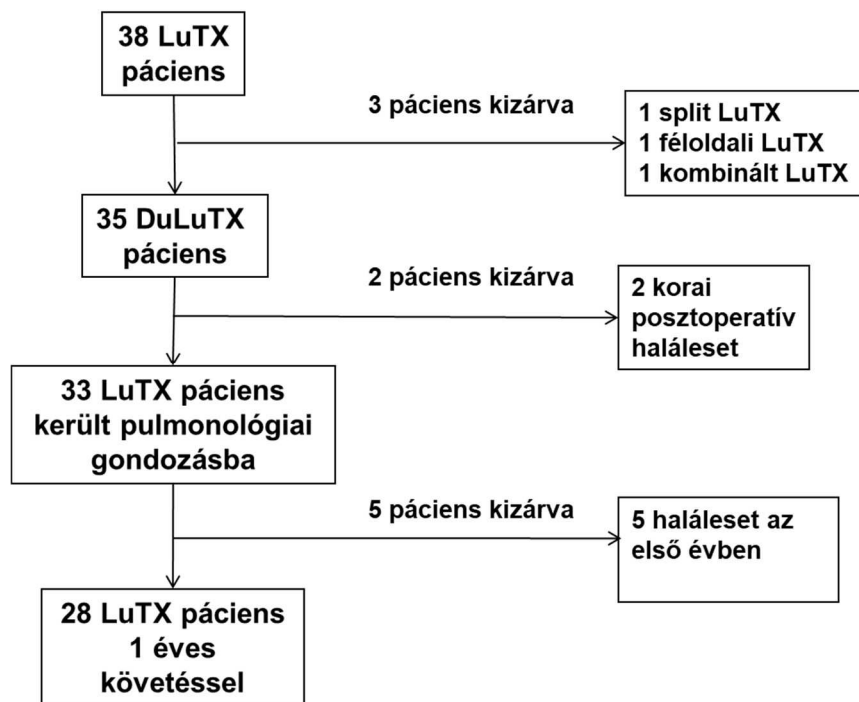 38 LuTX
páciens
3 páciens kizárva
1 split LuTX
1 féloldali LuTX
1 kombinált LuTX
35 DuLuTX
páciens
2 páciens kizárva
2 korai
posztoperatív
haláleset
33 LuTX páciens
került pulmonológiai
gondozásba
5 páciens kizárva
5 haláleset az
első évben
28 LuTX páciens
1 éves
követéssel